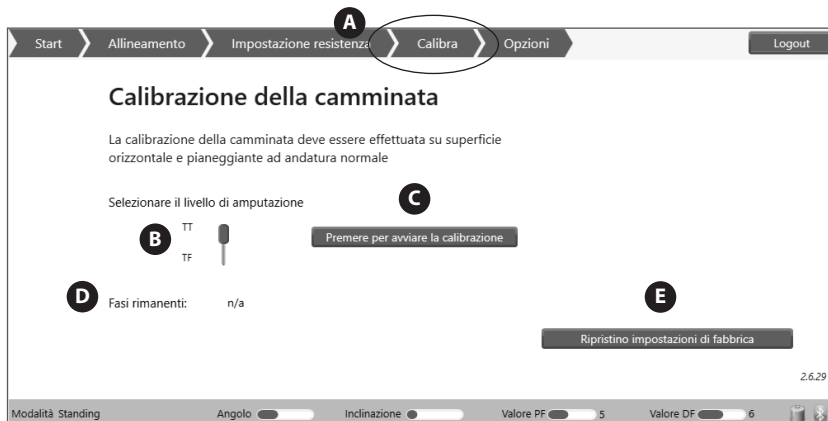 A
Start Allineamento Impostazione resistenza Calibra Opzioni Logout
Calibrazione della camminata
La calibrazione della camminata deve essere effettuata su superficie
orizzontale e pianeggiante ad andatura normale
Selezionare il livello di amputazione
C
B
TT
TF
Premere per avviare la calibrazione
D
Fasi rimanenti: n/a
E
Ripristino impostazioni di fabbrica
2.6.29
Modalità Standing Angolo Inclinazione Valore PF 5 Valore DF 6